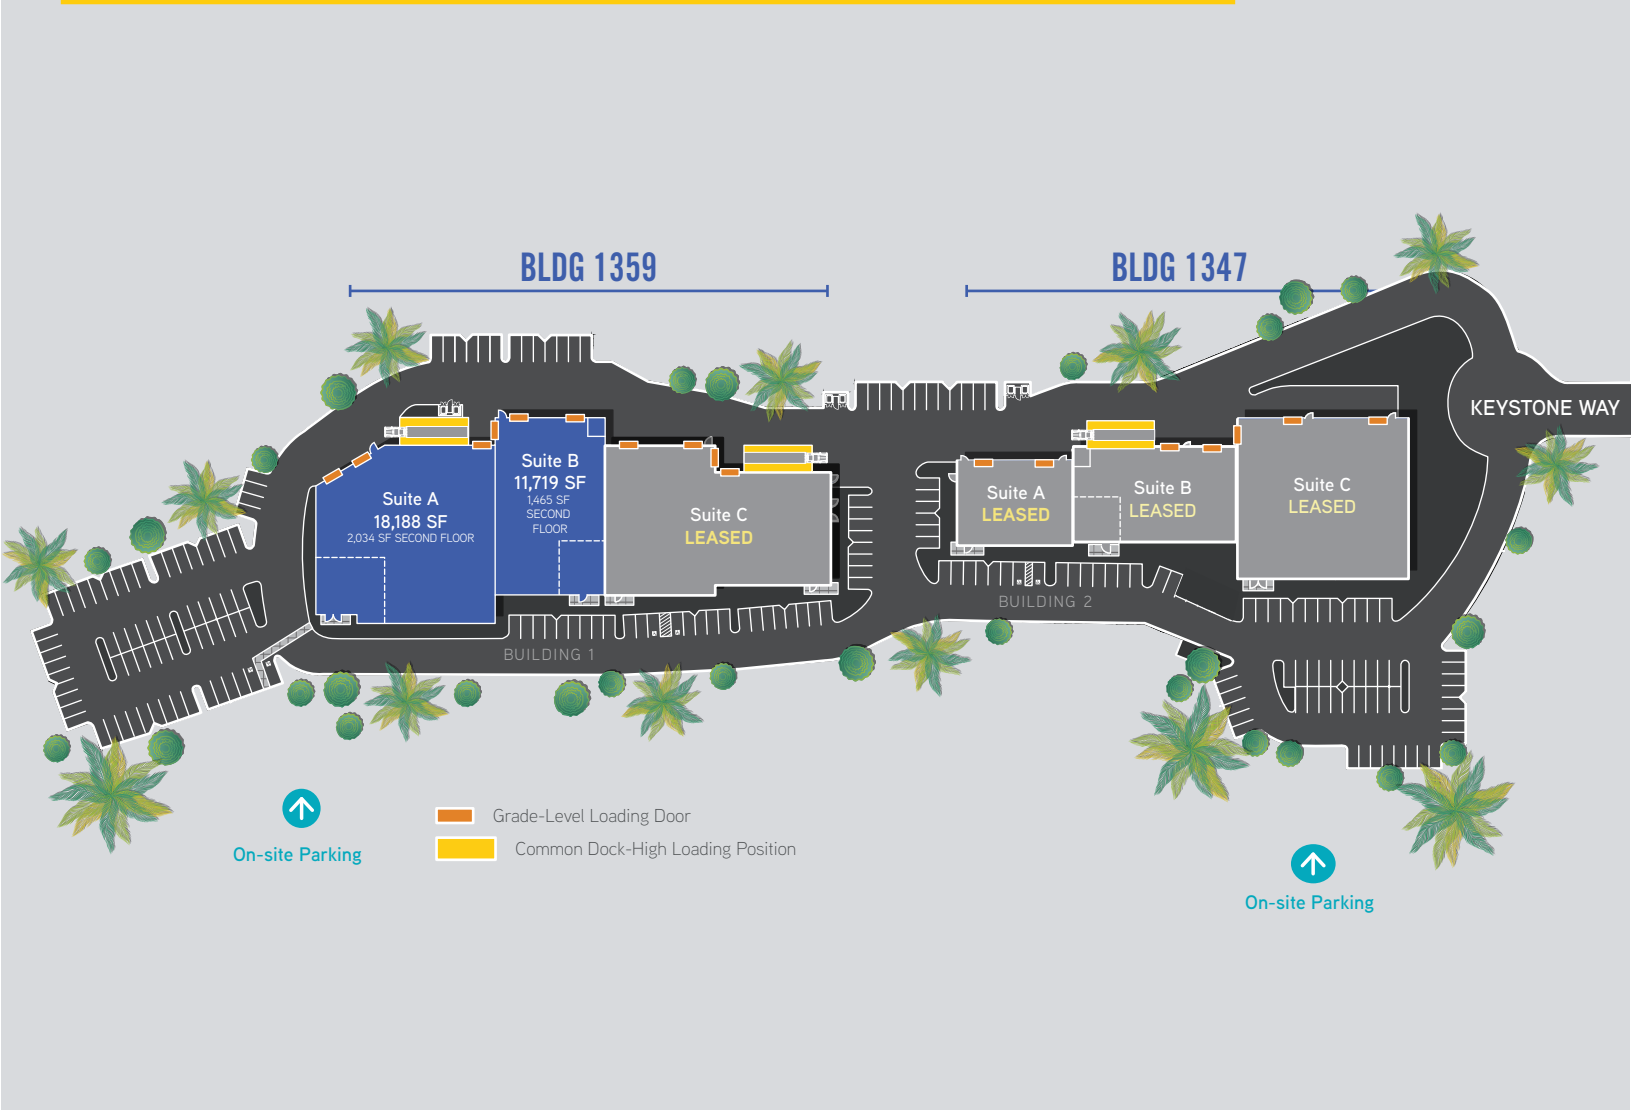 BLDG 1359
BLDG 1347
KEYSTONE WAY
Suite A
18,188 SF
2,034 SF SECOND FLOOR
Suite B
11,719 SF
1,465 SF
SECOND
FLOOR
Suite C
LEASED
Suite A
LEASED
Suite B
LEASED
Suite C
LEASED
BUILDING 1
BUILDING 2
Grade-Level Loading Door
Common Dock-High Loading Position
On-site Parking
On-site Parking